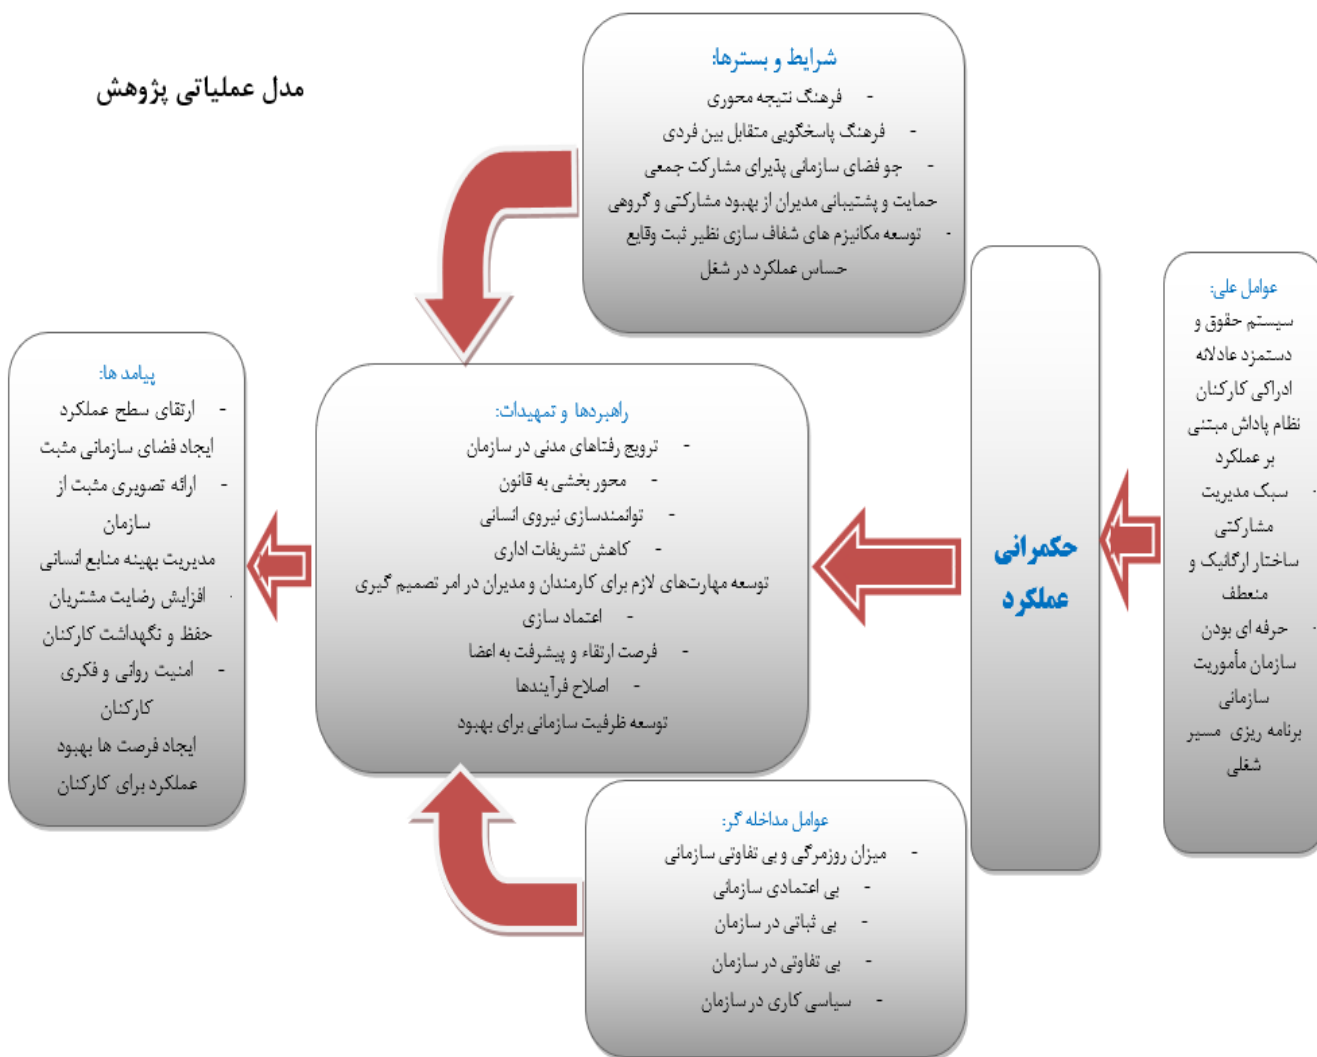 مدل عملیاتی پژوهش
شرایط و بسترها:
- فرهنگ نتیجه محوری
- فرهنگ پاسخگویی متقابل بین فردی
- جو فضای سازمانی پذیرای مشارکت جمعی
حمایت و پشتیبانی مدیران از بهبود مشارکتی و گروهی
- توسعه مکانیزم های شفاف سازی نظیر ثبت وقایع
حساس عملکرد در شغل
عوامل علی:
سیستم حقوق و
دستمزد عادلانه
ادراکی کارکنان
نظام پاداش مبتنی
بر عملکرد
- سبک مدیریت
مشارکتی
ساختار ارگانیک و
منعطف
- حرفه ای بودن
سازمان مأموریت
سازمانی
برنامه ریزی مسیر
شغلی
حکمرانی
عملکرد
راهبردها و تمهیدات:
- ترویج رفتاهای مدنی در سازمان
- محور بخشی به قانون
- توانمندسازی نیروی انسانی
- کاهش تشریفات اداری
توسعه مهارت‌های لازم برای کارمندان و مدیران در امر تصمیم گیری
- اعتماد سازی
- فرصت ارتقاء و پیشرفت به اعضا
- اصلاح فرآیندها
توسعه ظرفیت سازمانی برای بهبود
پیامد ها:
- ارتقای سطح عملکرد
ایجاد فضای سازمانی مثبت
- ارائه تصویری مثبت از
سازمان
مدیریت بهینه منابع انسانی
- افزایش رضایت مشتریان
حفظ و نگهداشت کارکنان
- امنیت روانی و فکری
کارکنان
ایجاد فرصت ها بهبود
عملکرد برای کارکنان
عوامل مداخله گر:
- میزان روزمرگی و بی تفاوتی سازمانی
- بی اعتمادی سازمانی
- بی ثباتی در سازمان
- بی تفاوتی در سازمان
- سیاسی کاری در سازمان